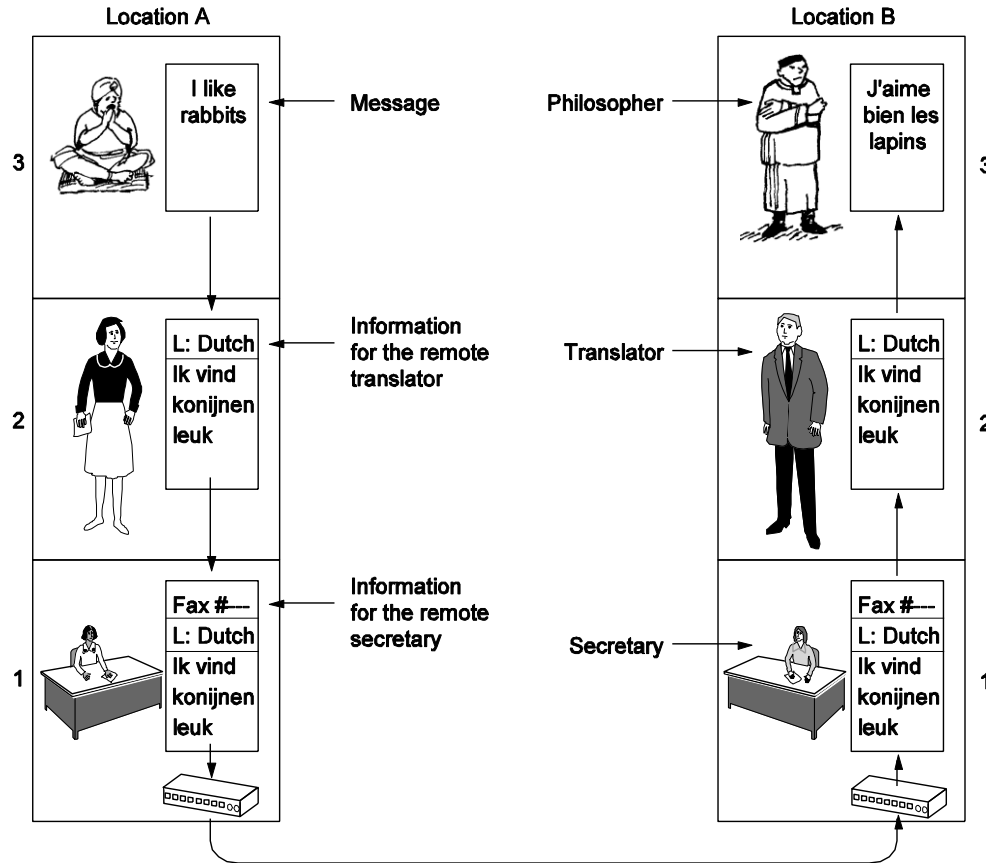 Location A
Location B
I like
rabbits
Message
Philosopher
J'aime
bien les
lapins
3
3
L: Dutch
Ik vind
konijnen
leuk
Information
for the remote
translator
Translator
L: Dutch
Ik vind
konijnen
leuk
2
2
Fax #---
L: Dutch
Ik vind
konijnen
leuk
Information
for the remote
secretary
Secretary
Fax #---
L: Dutch
Ik vind
konijnen
leuk
1
1